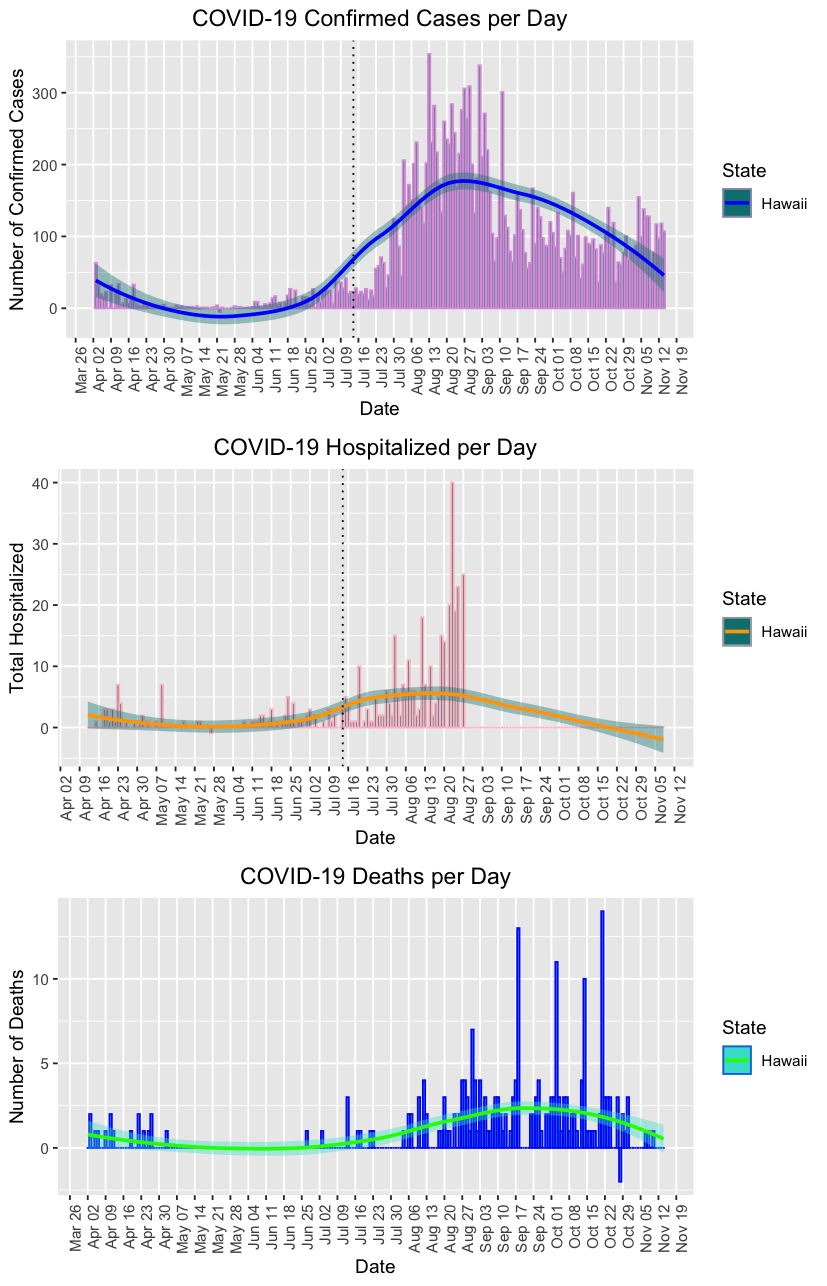 COVID-19 Confirmed Cases per Day
Number of Confirmed Cases
300
200
100
0
Mar 26
Apr 02
Apr 09
Apr 16
Apr 23
Apr 30
May 07
May 14
May 21
May 28
Jun 04
Jun 11
Jun 18
Jun 25
Jul 02
Jul 09
Jul 16
Jul 23
Jul 30
Aug 06
Aug 13
Aug 20
Aug 27
Sep 03
Sep 10
Sep 17
Sep 24
Oct 01
Oct 08
Oct 15
Oct 22
Oct 29
Nov 05
Nov 12
Nov 19
Date
State
Hawaii
COVID-19 Hospitalized per Day
Total Hospitalized
40
30
20
10
0
Apr 02
Apr 09
Apr 16
Apr 23
Apr 30
May 07
May 14
May 21
May 28
Jun 04
Jun 11
Jun 18
Jun 25
Jul 02
Jul 09
Jul 16
Jul 23
Jul 30
Aug 06
Aug 13
Aug 20
Aug 27
Sep 03
Sep 10
Sep 17
Sep 24
Oct 01
Oct 08
Oct 15
Oct 22
Oct 29
Nov 05
Nov 12
Date
State
Hawaii
COVID-19 Deaths per Day
Number of Deaths
10
5
0
Mar 26
Apr 02
Apr 09
Apr 16
Apr 23
Apr 30
May 07
May 14
May 21
May 28
Jun 04
Jun 11
Jun 18
Jun 25
Jul 02
Jul 09
Jul 16
Jul 23
Jul 30
Aug 06
Aug 13
Aug 20
Aug 27
Sep 03
Sep 10
Sep 17
Sep 24
Oct 01
Oct 08
Oct 15
Oct 22
Oct 29
Nov 05
Nov 12
Nov 19
Date
State
Hawaii